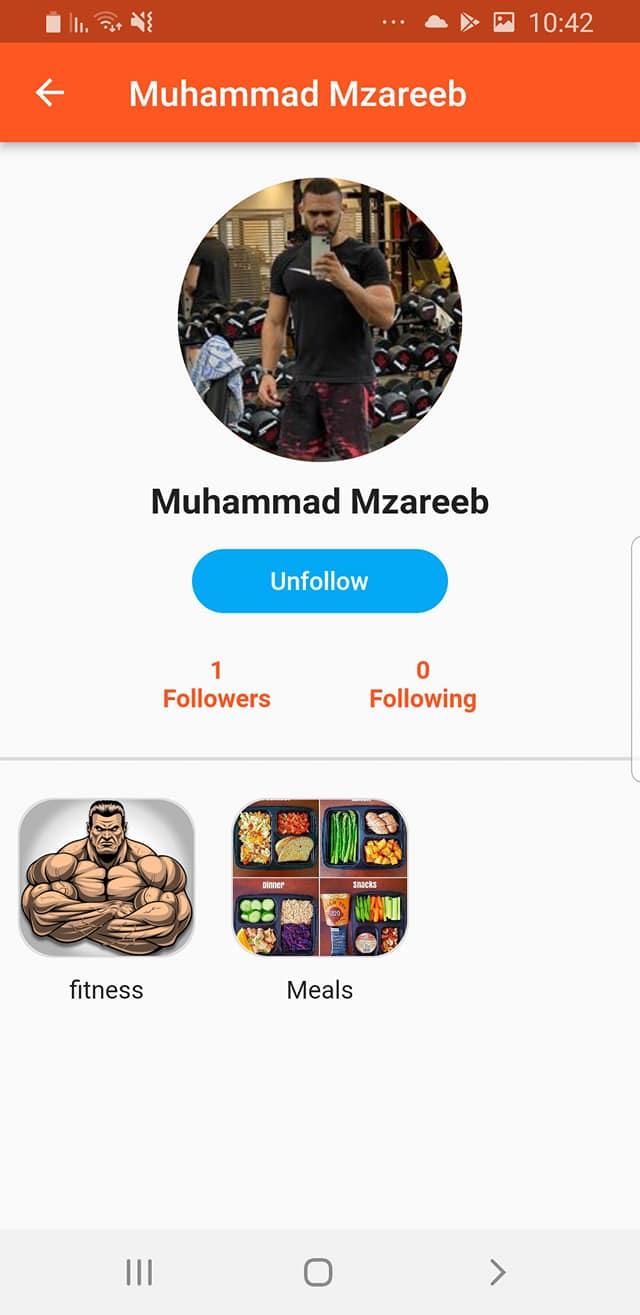 10:42
Muhammad Mzareeb
Muhammad Mzareeb
Unfollow
1
Followers
0
Following
Dinner
Snacks
fitness
Meals